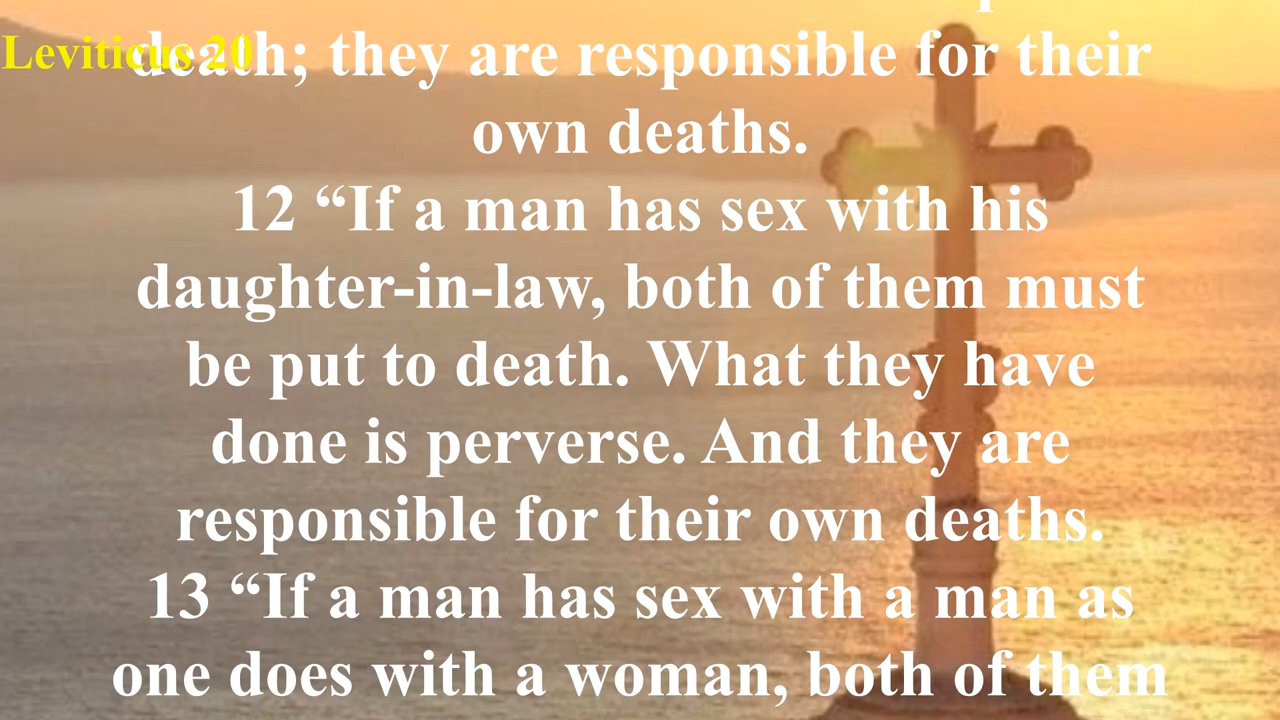 Leviticus 20
death; they are responsible for their
own deaths.
12 “If a man has sex with his
daughter-in-law, both of them must
be put to death. What they have
done is perverse. And they are
responsible for their own deaths.
13 “If a man has sex with a man as
one does with a woman, both of them